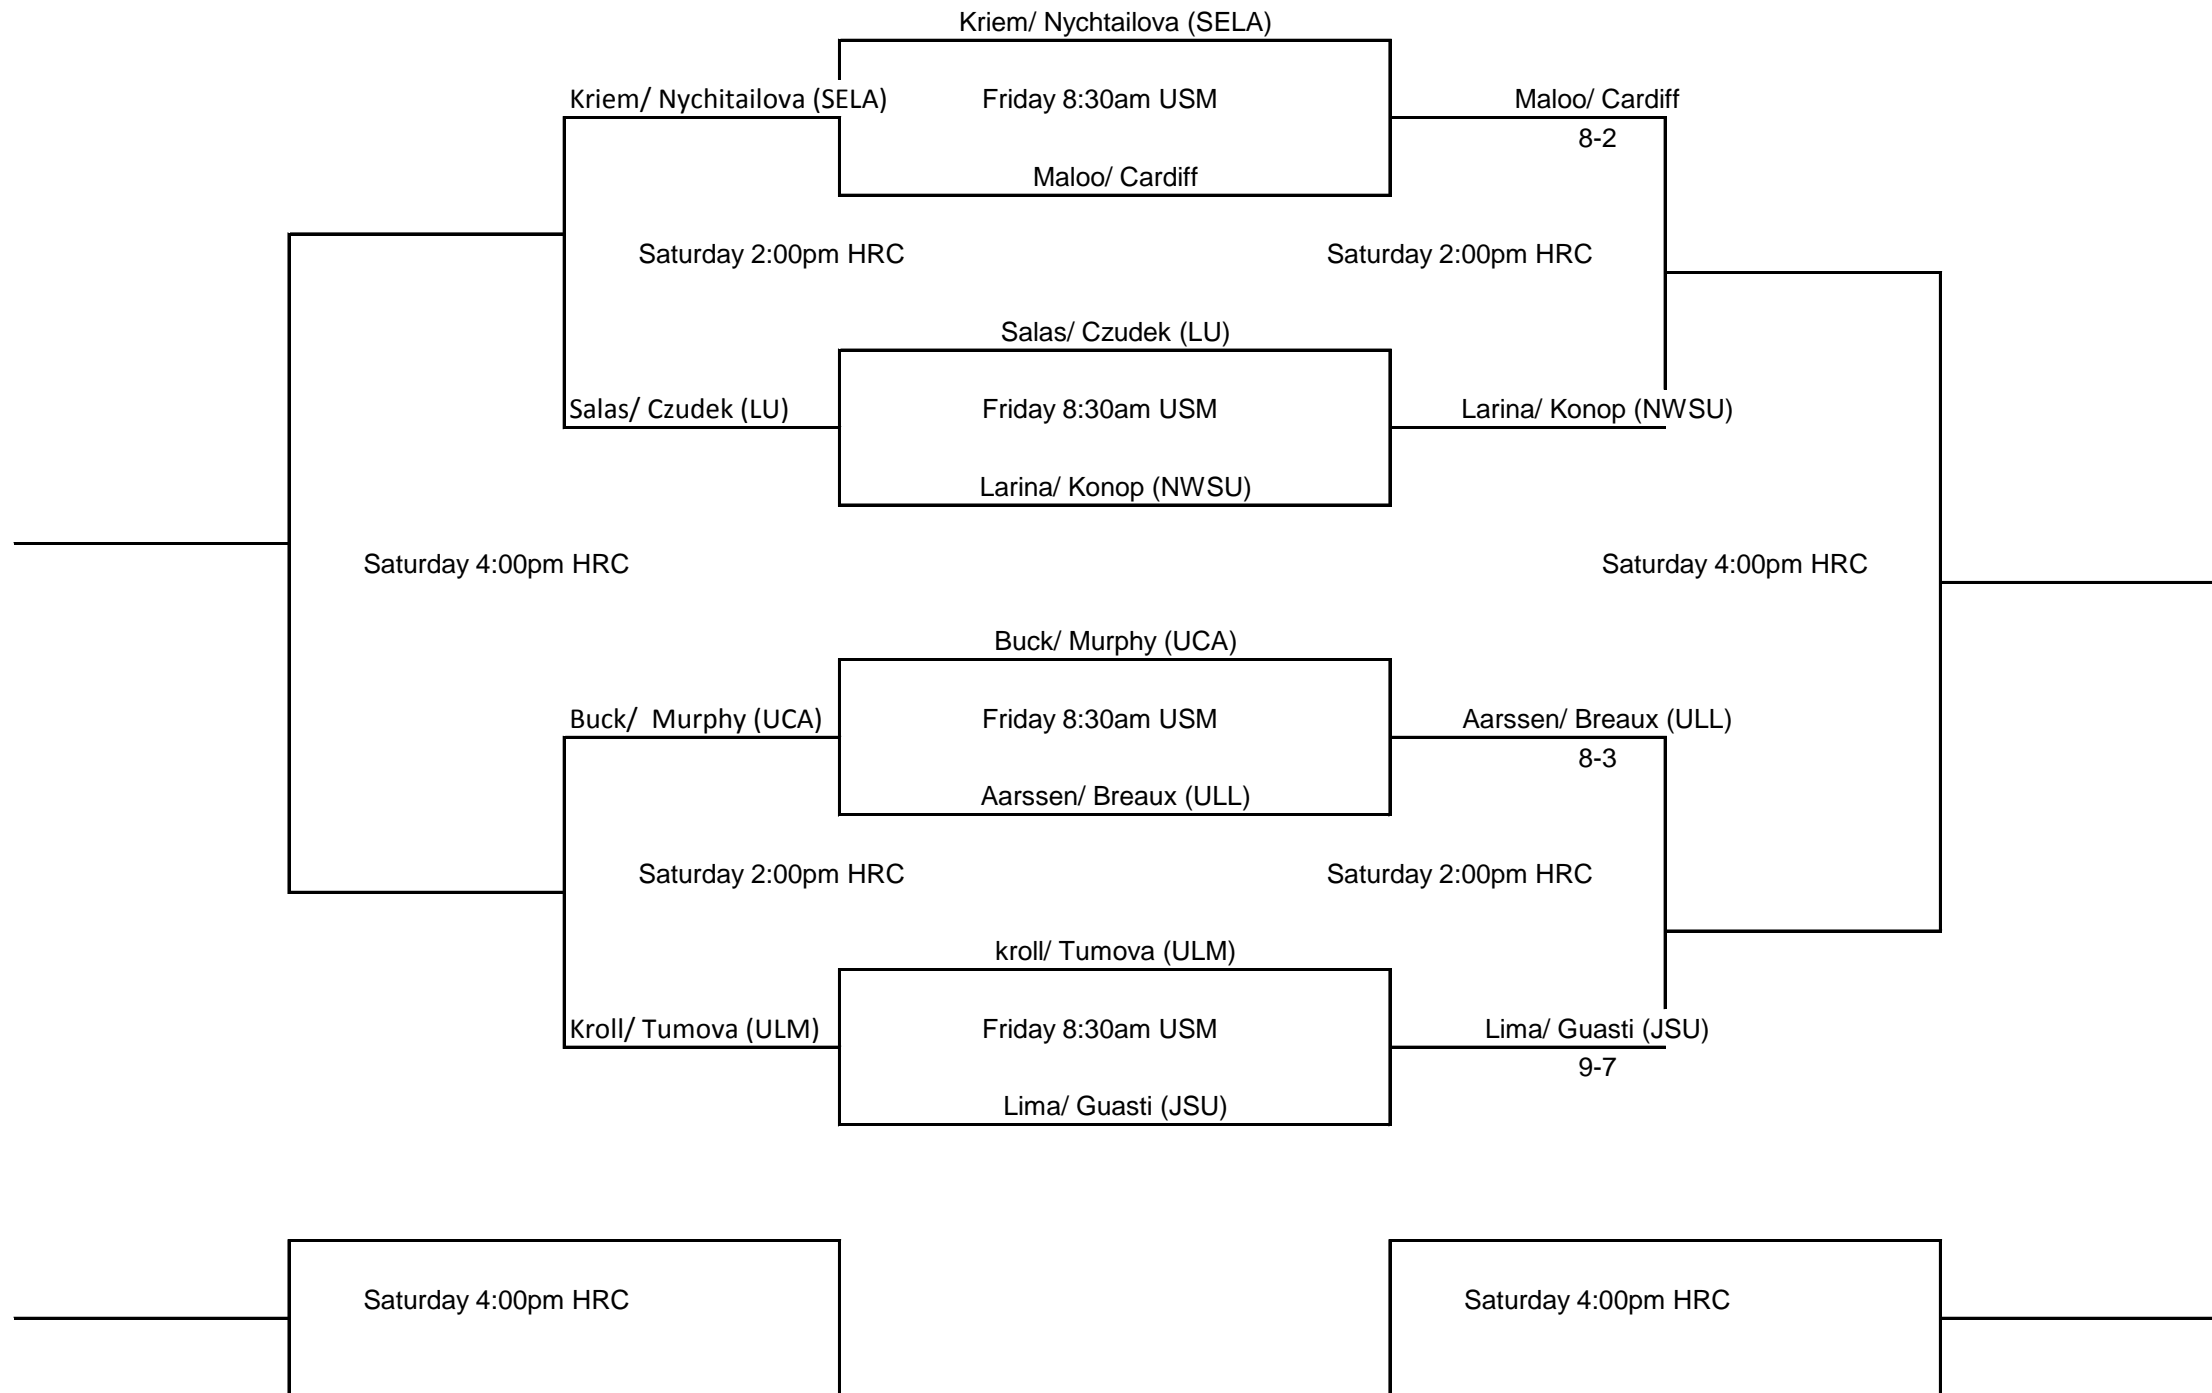 Kriem/ Nychtailova (SELA)
Kriem/ Nychitailova (SELA)
Friday 8:30am USM
Maloo/ Cardiff
8-2
Maloo/ Cardiff
Saturday 2:00pm HRC
Saturday 2:00pm HRC
Salas/ Czudek (LU)
Salas/ Czudek (LU)
Friday 8:30am USM
Larina/ Konop (NWSU)
Larina/ Konop (NWSU)
Saturday 4:00pm HRC
Saturday 4:00pm HRC
Buck/ Murphy (UCA)
Buck/  Murphy (UCA)
Friday 8:30am USM
Aarssen/ Breaux (ULL)
8-3
Aarssen/ Breaux (ULL)
Saturday 2:00pm HRC
Saturday 2:00pm HRC
kroll/ Tumova (ULM)
Kroll/ Tumova (ULM)
Friday 8:30am USM
Lima/ Guasti (JSU)
9-7
Lima/ Guasti (JSU)
Saturday 4:00pm HRC
Saturday 4:00pm HRC